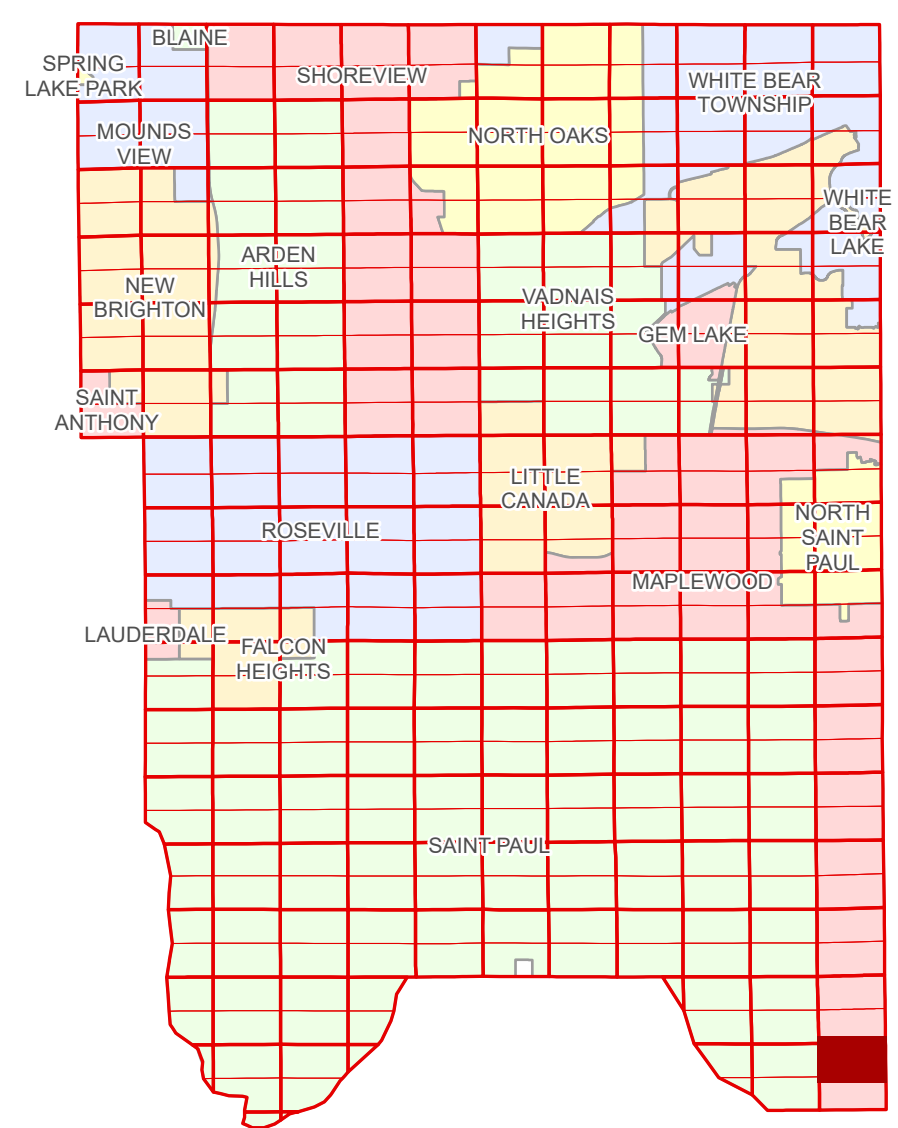 BLAINE
SPRING
LAKE PARK
SHOREVIEW
WHITE BEAR
TOWNSHIP
MOUNDS
VIEW
NORTH OAKS
WHITE
BEAR
LAKE
ARDEN
HILLS
NEW
BRIGHTON
VADNAIS
HEIGHTS
GEM LAKE
SAINT
ANTHONY
LITTLE
CANADA
ROSEVILLE
NORTH
SAINT
PAUL
MAPLEWOOD
LAUDERDALE
FALCON
HEIGHTS
SAINT PAUL